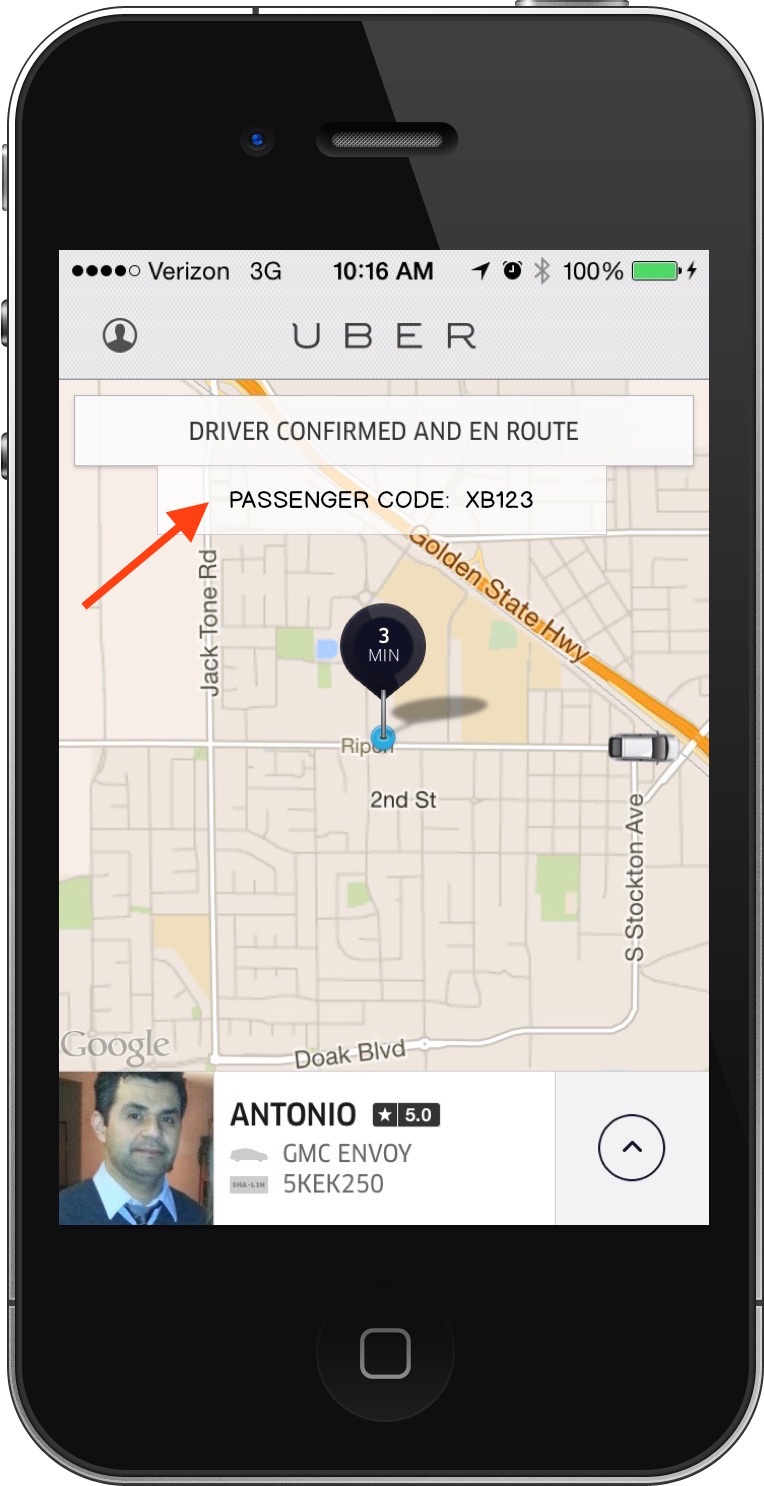 Verizon 3G 10:16 AM 100%
UBER
DRIVER CONFIRMED AND EN ROUTE
PASSENGER CODE: XB123
Golden State Hwy
Jack Tone Rd
3
MIN
Ripon
2nd St
S Stockton Ave
Google
Doak Blvd
ANTONIO ★ 5.0
GMC ENVOY
5KEK250